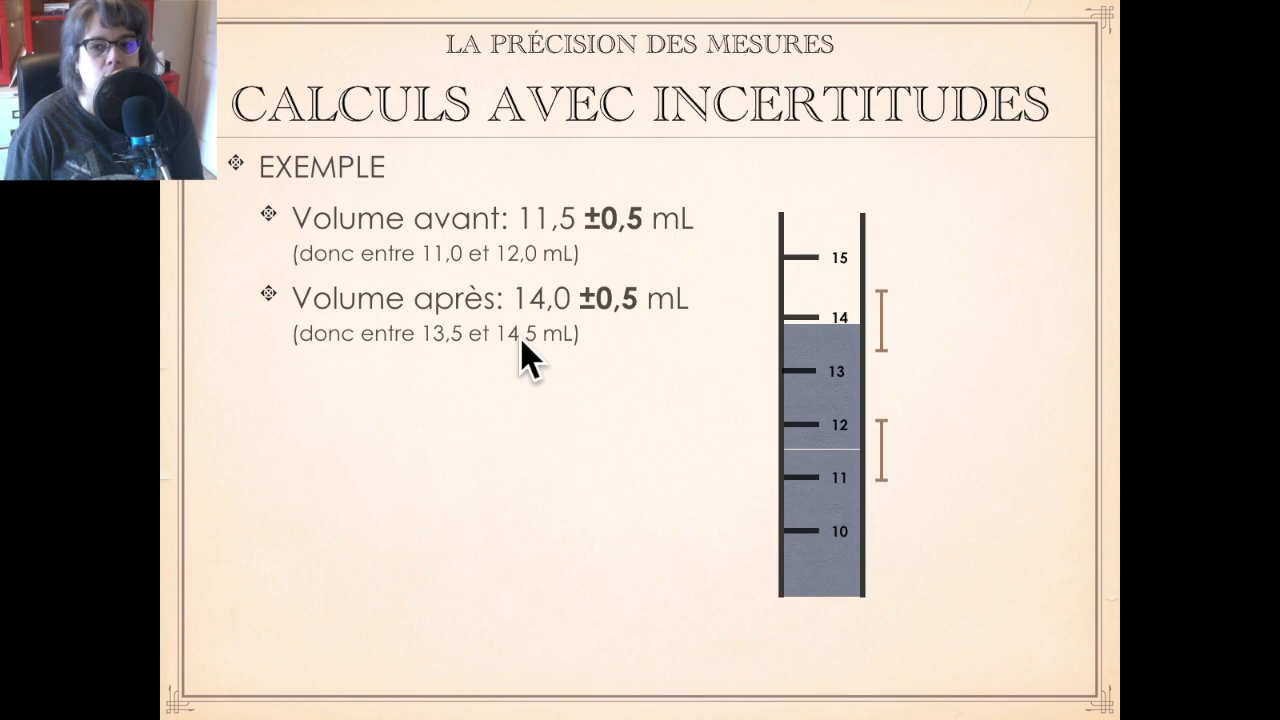 LA PRÉCISION DES MESURES
CALCULS AVEC INCERTITUDES
EXEMPLE
Volume avant: 11,5 ±0,5 mL
(donc entre 11,0 et 12,0 mL)
Volume après: 14,0 ±0,5 mL
(donc entre 13,5 et 14,5 mL)
15
14
13
12
11
10